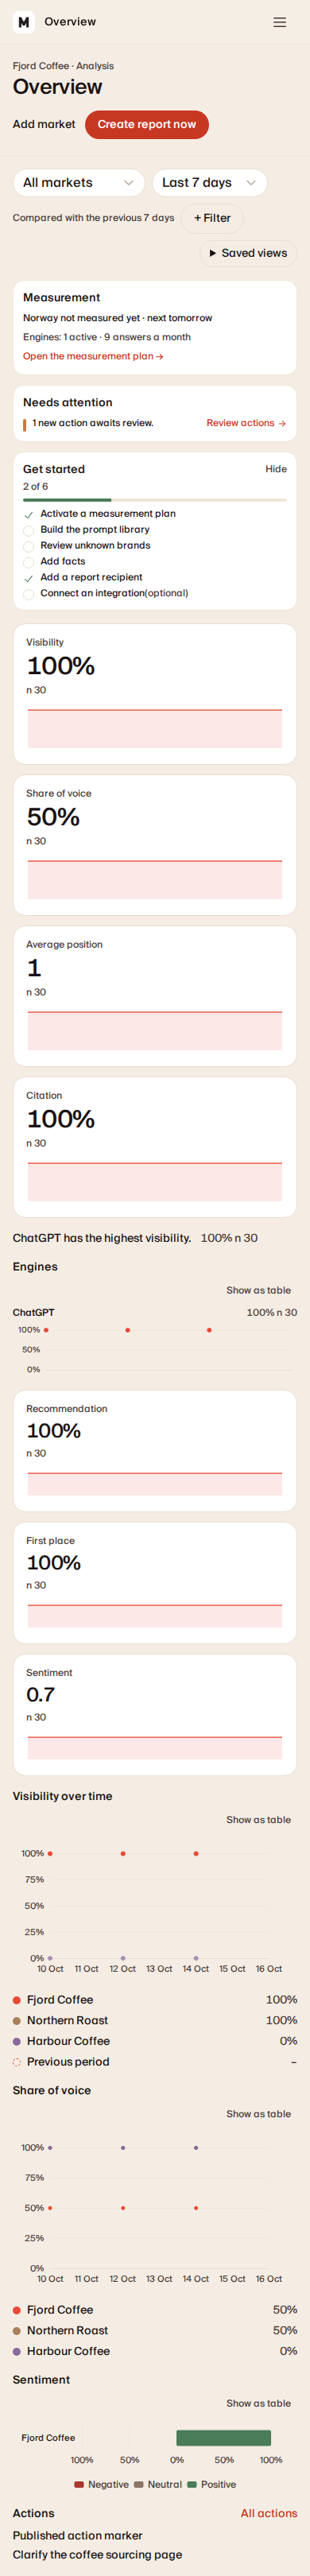 M Overview
Fjord Coffee · Analysis
Overview
Add market Create report now
All markets Last 7 days
Compared with the previous 7 days + Filter
▶ Saved views
Measurement
Norway not measured yet · next tomorrow
Engines: 1 active · 9 answers a month
Open the measurement plan →
Needs attention
1 new action awaits review. Review actions →
Get started Hide
2 of 6
Activate a measurement plan
Build the prompt library
Review unknown brands
Add facts
Add a report recipient
Connect an integration(optional)
Visibility
100%
n 30
Share of voice
50%
n 30
Average position
1
n 30
Citation
100%
n 30
ChatGPT has the highest visibility. 100% n 30
Engines
Show as table
ChatGPT 100% n 30
100%
50%
0%
Recommendation
100%
n 30
First place
100%
n 30
Sentiment
0.7
n 30
Visibility over time
Show as table
100%
75%
50%
25%
0%
10 Oct 11 Oct 12 Oct 13 Oct 14 Oct 15 Oct 16 Oct
Fjord Coffee 100%
Northern Roast 100%
Harbour Coffee 0%
Previous period –
Share of voice
Show as table
100%
75%
50%
25%
0%
10 Oct 11 Oct 12 Oct 13 Oct 14 Oct 15 Oct 16 Oct
Fjord Coffee 50%
Northern Roast 50%
Harbour Coffee 0%
Sentiment
Show as table
Fjord Coffee
100% 50% 0% 50% 100%
Negative Neutral Positive
Actions All actions
Published action marker
Clarify the coffee sourcing page